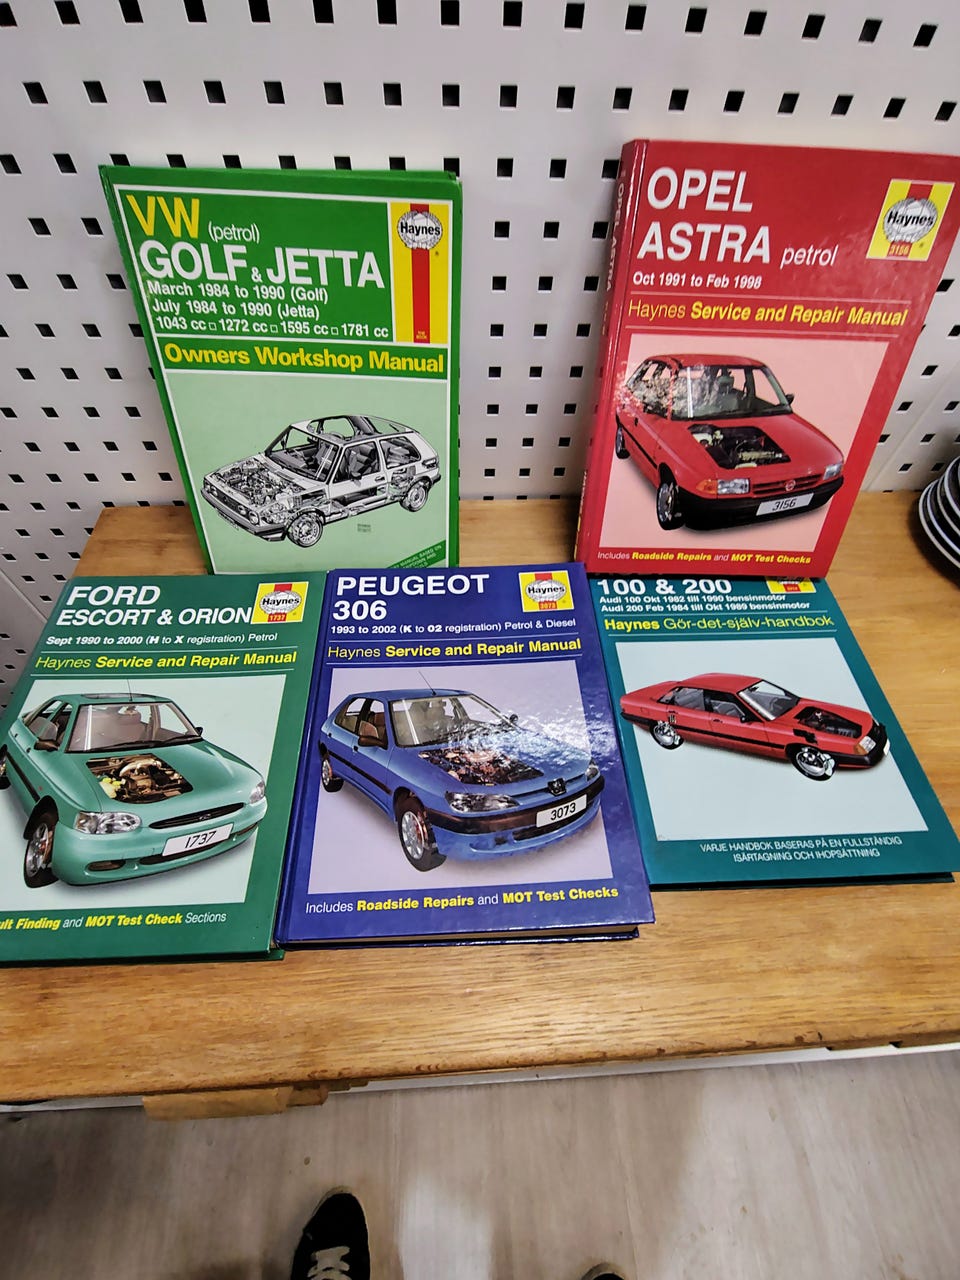 VW (petrol)
GOLF & JETTA
March 1984 to 1990 (Golf)
July 1984 to 1990 (Jetta)
1043 cc □ 1272 cc □ 1595 cc □ 1781 cc
Haynes
Owners Workshop Manual
OPEL
ASTRA petrol
Oct 1991 to Feb 1998
Haynes
3156
Haynes Service and Repair Manual
3156
Includes Roadside Repairs and MOT Test Checks
OPEL ASTRA
FORD
ESCORT & ORION
Sept 1990 to 2000 (H to X registration) Petrol
Haynes
1737
Haynes Service and Repair Manual
1737
Finding and MOT Test Check Sections
PEUGEOT
306
1993 to 2002 (K to 02 registration) Petrol & Diesel
Haynes
3073
Haynes Service and Repair Manual
3073
Includes Roadside Repairs and MOT Test Checks
100 & 200
Audi 100 Okt 1982 till 1990 bensinmotor
Audi 200 Feb 1984 till Okt 1989 bensinmotor
Haynes Gör-det-själv-handbok
VARJE HANDBOK BASERAS PÅ EN FULLSTÄNDIG
ISÄRTAGNING OCH IHOPSÄTTNING